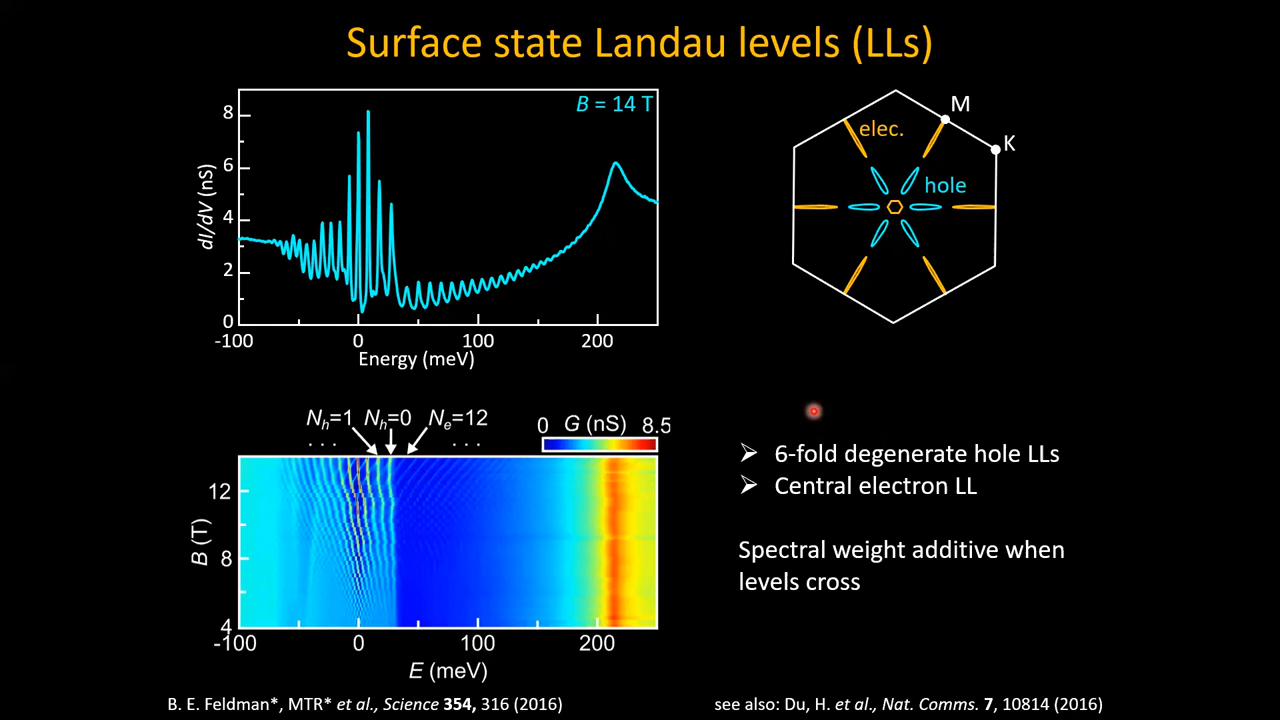 Surface state Landau levels (LLs)
B = 14 T
8
6
4
2
0
dI/dV (nS)
-100 0 100 200
Energy (meV)
M
K
elec.
hole
Nh=1 Nh=0 Ne=12
. . . . . .
0 G (nS) 8.5
12
8
4
B (T)
-100 0 100 200
E (meV)
➢ 6-fold degenerate hole LLs
➢ Central electron LL
Spectral weight additive when
levels cross
B. E. Feldman*, MTR* et al., Science 354, 316 (2016)
see also: Du, H. et al., Nat. Comms. 7, 10814 (2016)